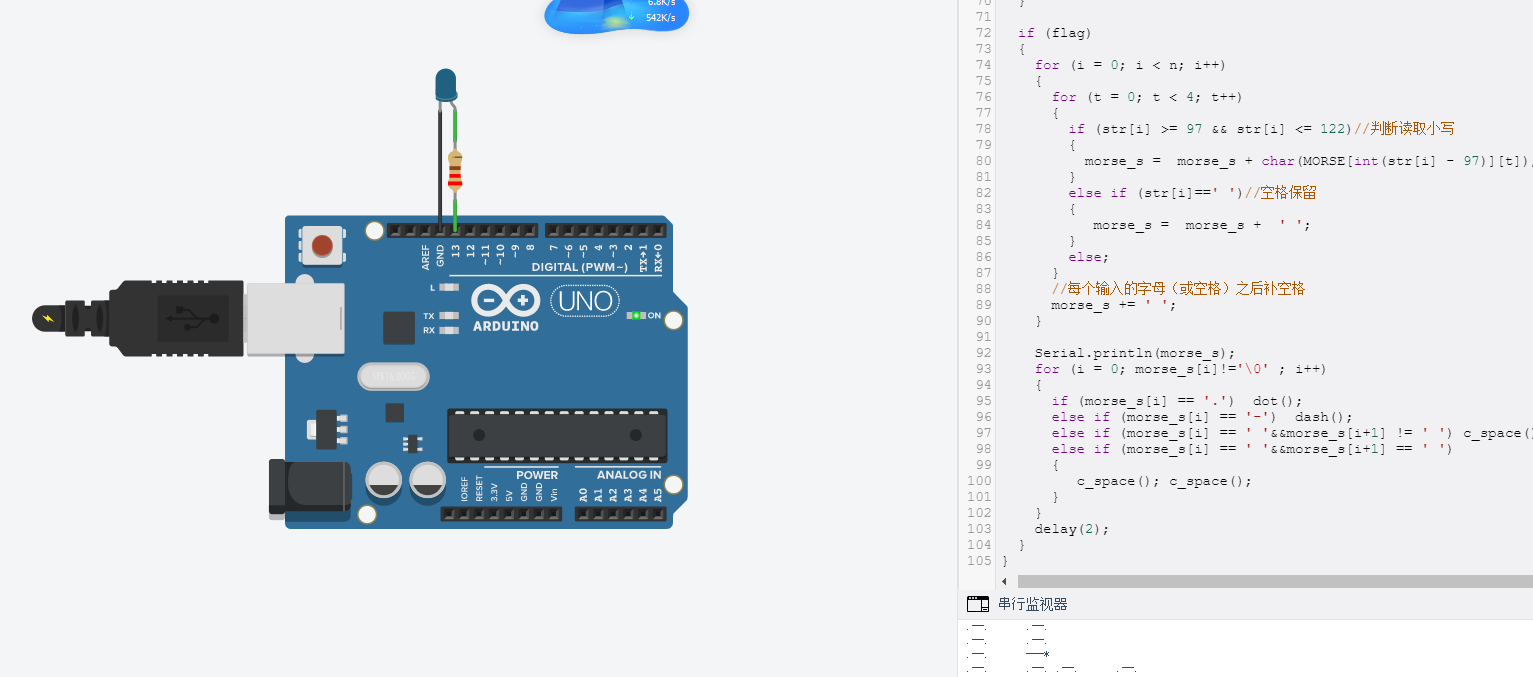 6.8K/s
542K/s
AREF
GND
13
12
~11
~10
~9
8
7
~6
~5
4
~3
2
TX→1
RX←0
DIGITAL (PWM~)
L
TX
RX
UNO
ARDUINO
ON
POWER
ANALOG IN
IOREF
RESET
3.3V
5V
GND
GND
Vin
A0
A1
A2
A3
A4
A5
70 }
71
72 if (flag)
73 {
74 for (i = 0; i < n; i++)
75 {
76 for (t = 0; t < 4; t++)
77 {
78 if (str[i] >= 97 && str[i] <= 122)//判断读取小写
79 {
80 morse_s =  morse_s + char(MORSE[int(str[i] - 97)][t]);
81 }
82 else if (str[i]==' ')//空格保留
83 {
84 morse_s =  morse_s +  ' ';
85 }
86 else;
87 }
88 //每个输入的字母（或空格）之后补空格
89 morse_s += ' ';
90 }
91
92 Serial.println(morse_s);
93 for (i = 0; morse_s[i]!='\0' ; i++)
94 {
95 if (morse_s[i] == '.')  dot();
96 else if (morse_s[i] == '-')  dash();
97 else if (morse_s[i] == ' '&&morse_s[i+1] != ' ') c_space()
98 else if (morse_s[i] == ' '&&morse_s[i+1] == ' ')
99 {
100 c_space(); c_space();
101 }
102 }
103 delay(2);
104 }
105 }
串行监视器